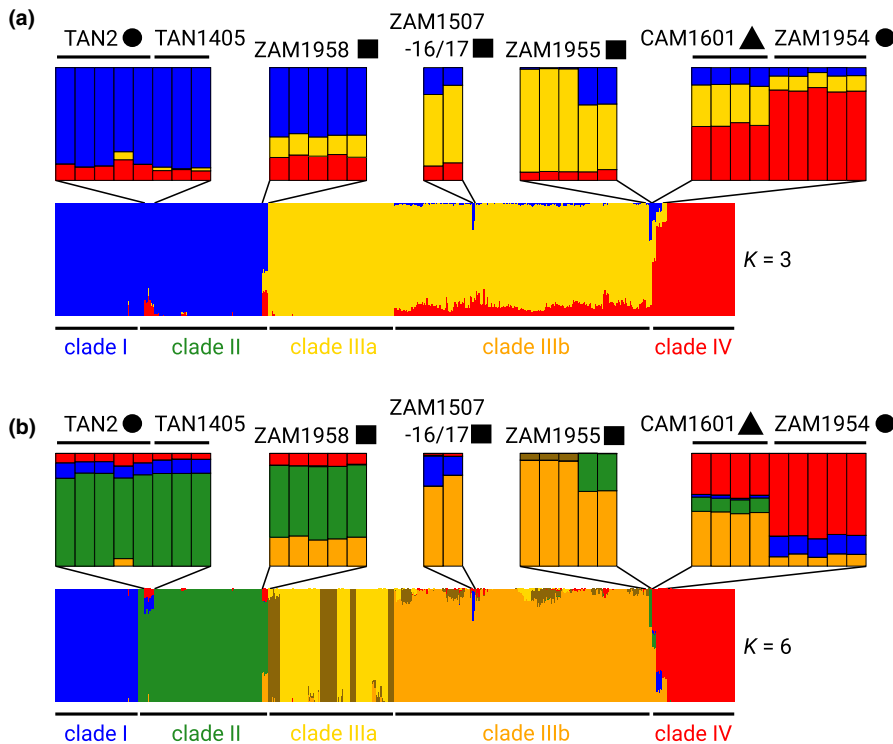 (a)
TAN2 TAN1405
ZAM1958
ZAM1507
-16/17
ZAM1955
CAM1601 ZAM1954
K = 3
clade I clade II clade IIIa clade IIIb clade IV
(b)
TAN2 TAN1405
ZAM1958
ZAM1507
-16/17
ZAM1955
CAM1601 ZAM1954
K = 6
clade I clade II clade IIIa clade IIIb clade IV